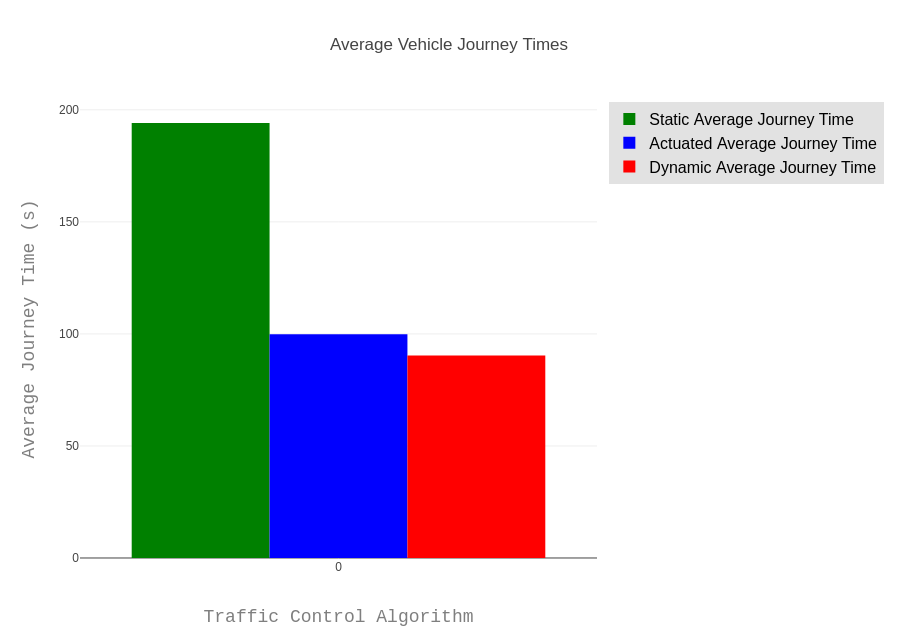 Average Vehicle Journey Times
Static Average Journey Time
Actuated Average Journey Time
Dynamic Average Journey Time
200
150
100
50
0
0
Average Journey Time (s)
Traffic Control Algorithm